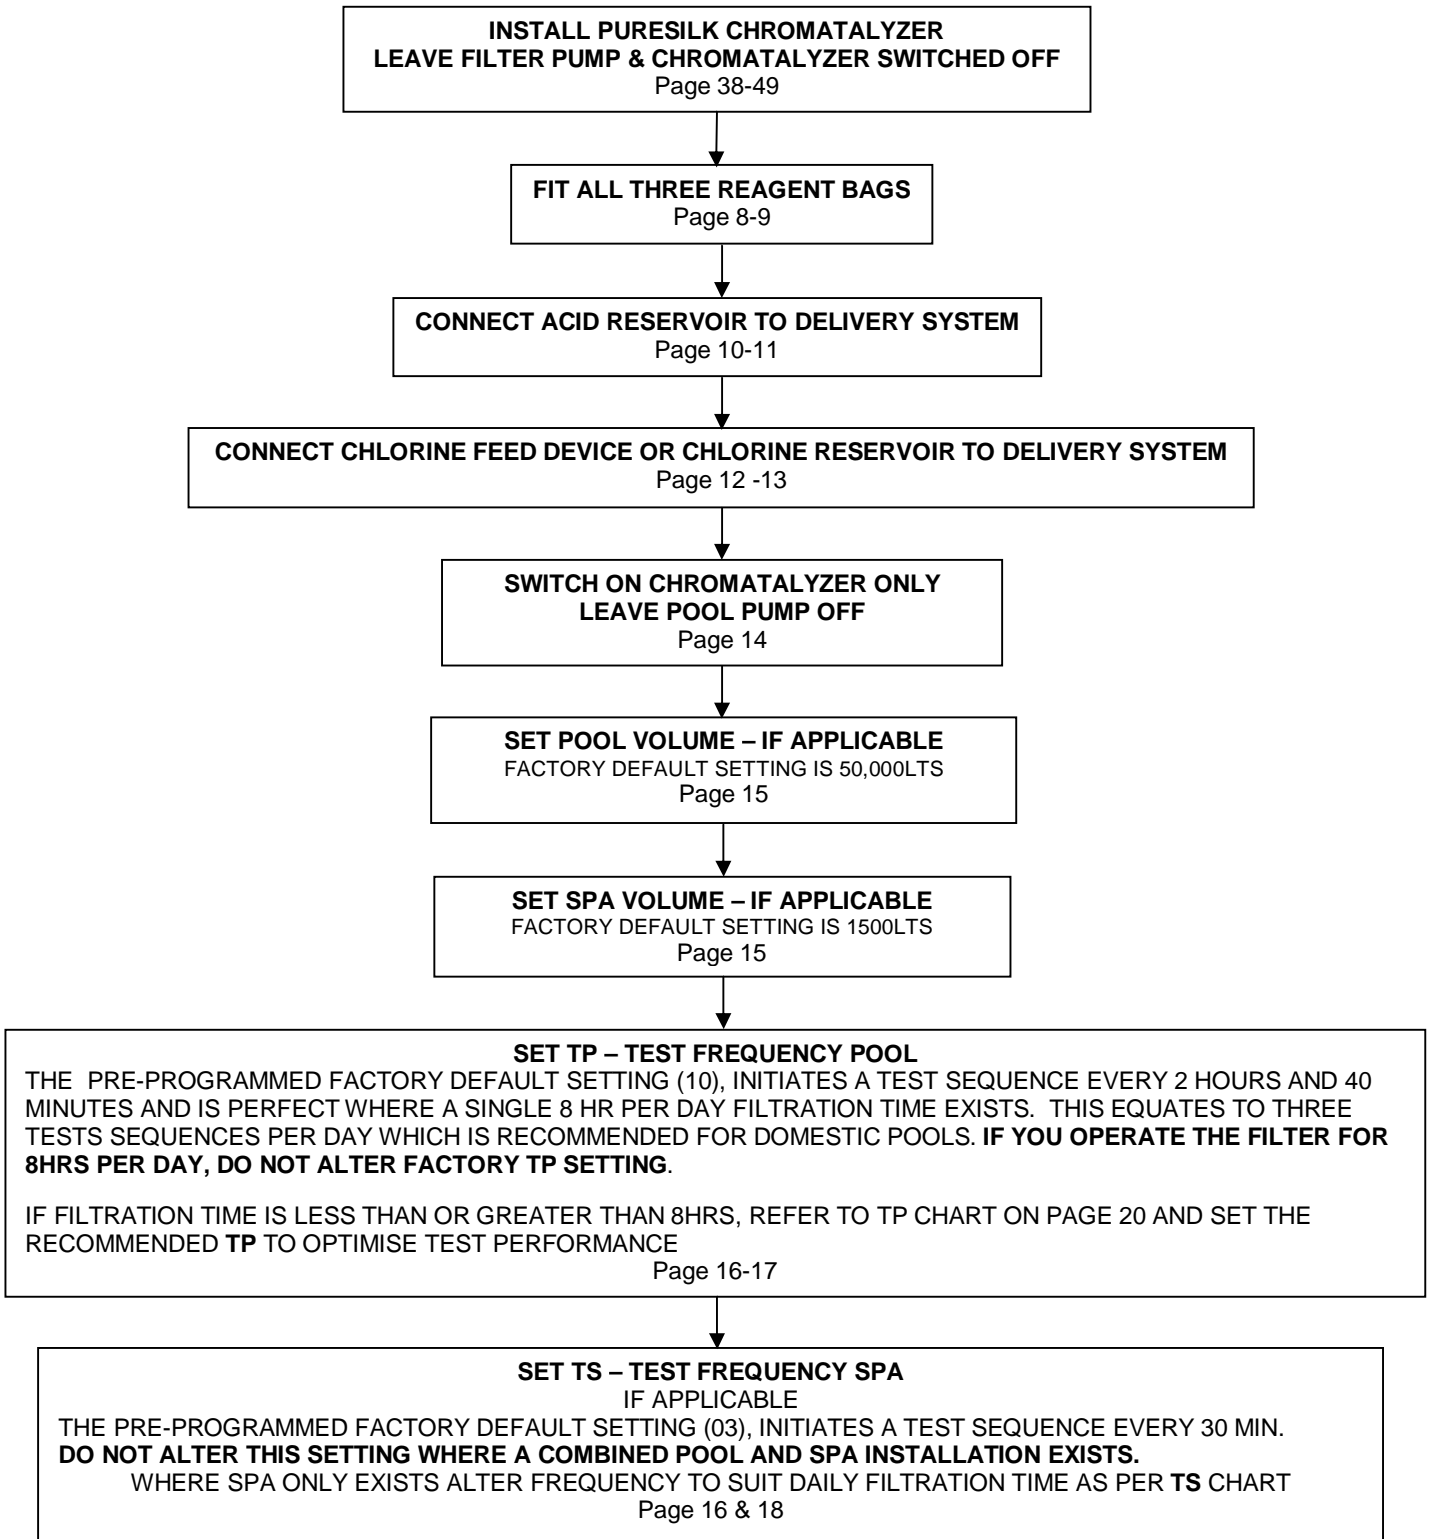 INSTALL PURESILK CHROMATALYZER
LEAVE FILTER PUMP & CHROMATALYZER SWITCHED OFF
Page 38-49
FIT ALL THREE REAGENT BAGS
Page 8-9
CONNECT ACID RESERVOIR TO DELIVERY SYSTEM
Page 10-11
CONNECT CHLORINE FEED DEVICE OR CHLORINE RESERVOIR TO DELIVERY SYSTEM
Page 12 -13
SWITCH ON CHROMATALYZER ONLY
LEAVE POOL PUMP OFF
Page 14
SET POOL VOLUME – IF APPLICABLE
FACTORY DEFAULT SETTING IS 50,000LTS
Page 15
SET SPA VOLUME – IF APPLICABLE
FACTORY DEFAULT SETTING IS 1500LTS
Page 15
SET TP – TEST FREQUENCY POOL
THE PRE-PROGRAMMED FACTORY DEFAULT SETTING (10), INITIATES A TEST SEQUENCE EVERY 2 HOURS AND 40
MINUTES AND IS PERFECT WHERE A SINGLE 8 HR PER DAY FILTRATION TIME EXISTS. THIS EQUATES TO THREE
TESTS SEQUENCES PER DAY WHICH IS RECOMMENDED FOR DOMESTIC POOLS. IF YOU OPERATE THE FILTER FOR
8HRS PER DAY, DO NOT ALTER FACTORY TP SETTING.
IF FILTRATION TIME IS LESS THAN OR GREATER THAN 8HRS, REFER TO TP CHART ON PAGE 20 AND SET THE
RECOMMENDED TP TO OPTIMISE TEST PERFORMANCE
Page 16-17
SET TS – TEST FREQUENCY SPA
IF APPLICABLE
THE PRE-PROGRAMMED FACTORY DEFAULT SETTING (03), INITIATES A TEST SEQUENCE EVERY 30 MIN.
DO NOT ALTER THIS SETTING WHERE A COMBINED POOL AND SPA INSTALLATION EXISTS.
WHERE SPA ONLY EXISTS ALTER FREQUENCY TO SUIT DAILY FILTRATION TIME AS PER TS CHART
Page 16 & 18